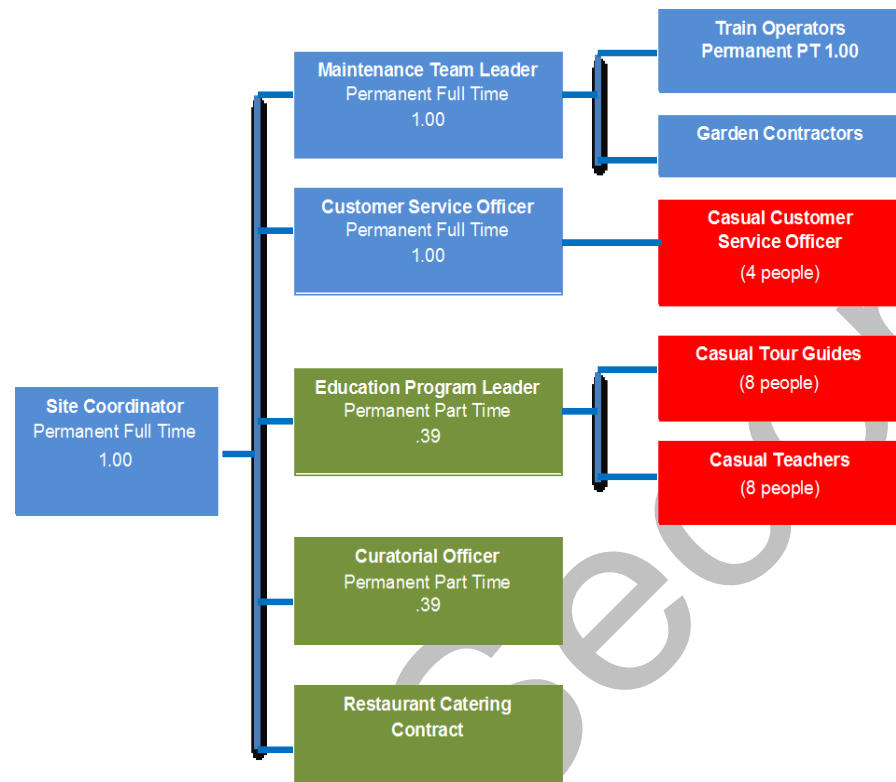 Train Operators
Permanent PT 1.00
Maintenance Team Leader
Permanent Full Time
1.00
Garden Contractors
Customer Service Officer
Permanent Full Time
1.00
Casual Customer
Service Officer
(4 people)
Education Program Leader
Permanent Part Time
.39
Casual Tour Guides
(8 people)
Casual Teachers
(8 people)
Site Coordinator
Permanent Full Time
1.00
Curatorial Officer
Permanent Part Time
.39
Restaurant Catering
Contract